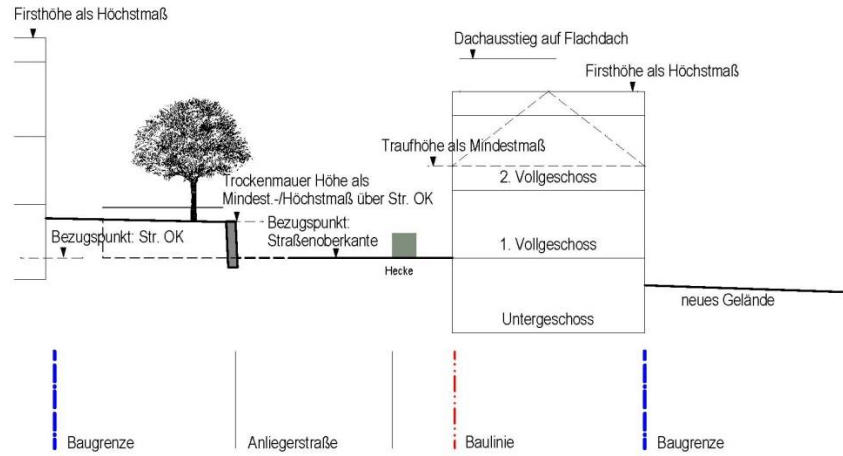 Firsthöhe als Höchstmaß
Dachausstieg auf Flachdach
Firsthöhe als Höchstmaß
Traufhöhe als Mindestmaß
2. Vollgeschoss
Trockenmauer Höhe als
Mindest.-/Höchstmaß über Str. OK
Bezugspunkt: Str. OK
Bezugspunkt:
Straßenoberkante
1. Vollgeschoss
Hecke
neues Gelände
Untergeschoss
Baugrenze
Anliegerstraße
Baulinie
Baugrenze